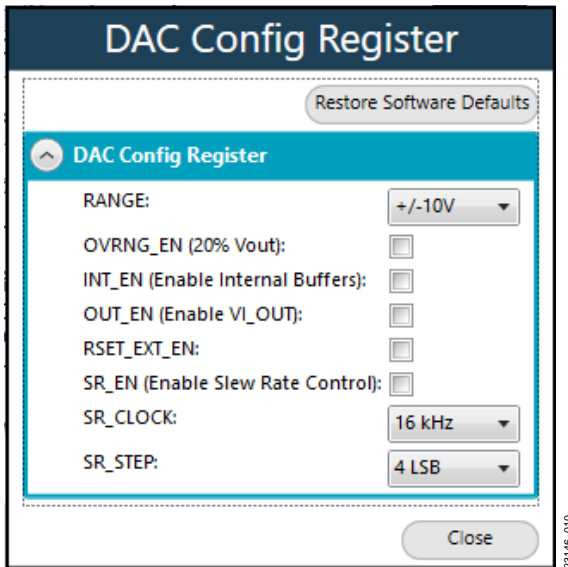 DAC Config Register
Restore Software Defaults
DAC Config Register
RANGE: +/-10V
OVRNG_EN (20% Vout):
INT_EN (Enable Internal Buffers):
OUT_EN (Enable VI_OUT):
RSET_EXT_EN:
SR_EN (Enable Slew Rate Control):
SR_CLOCK: 16 kHz
SR_STEP: 4 LSB
Close